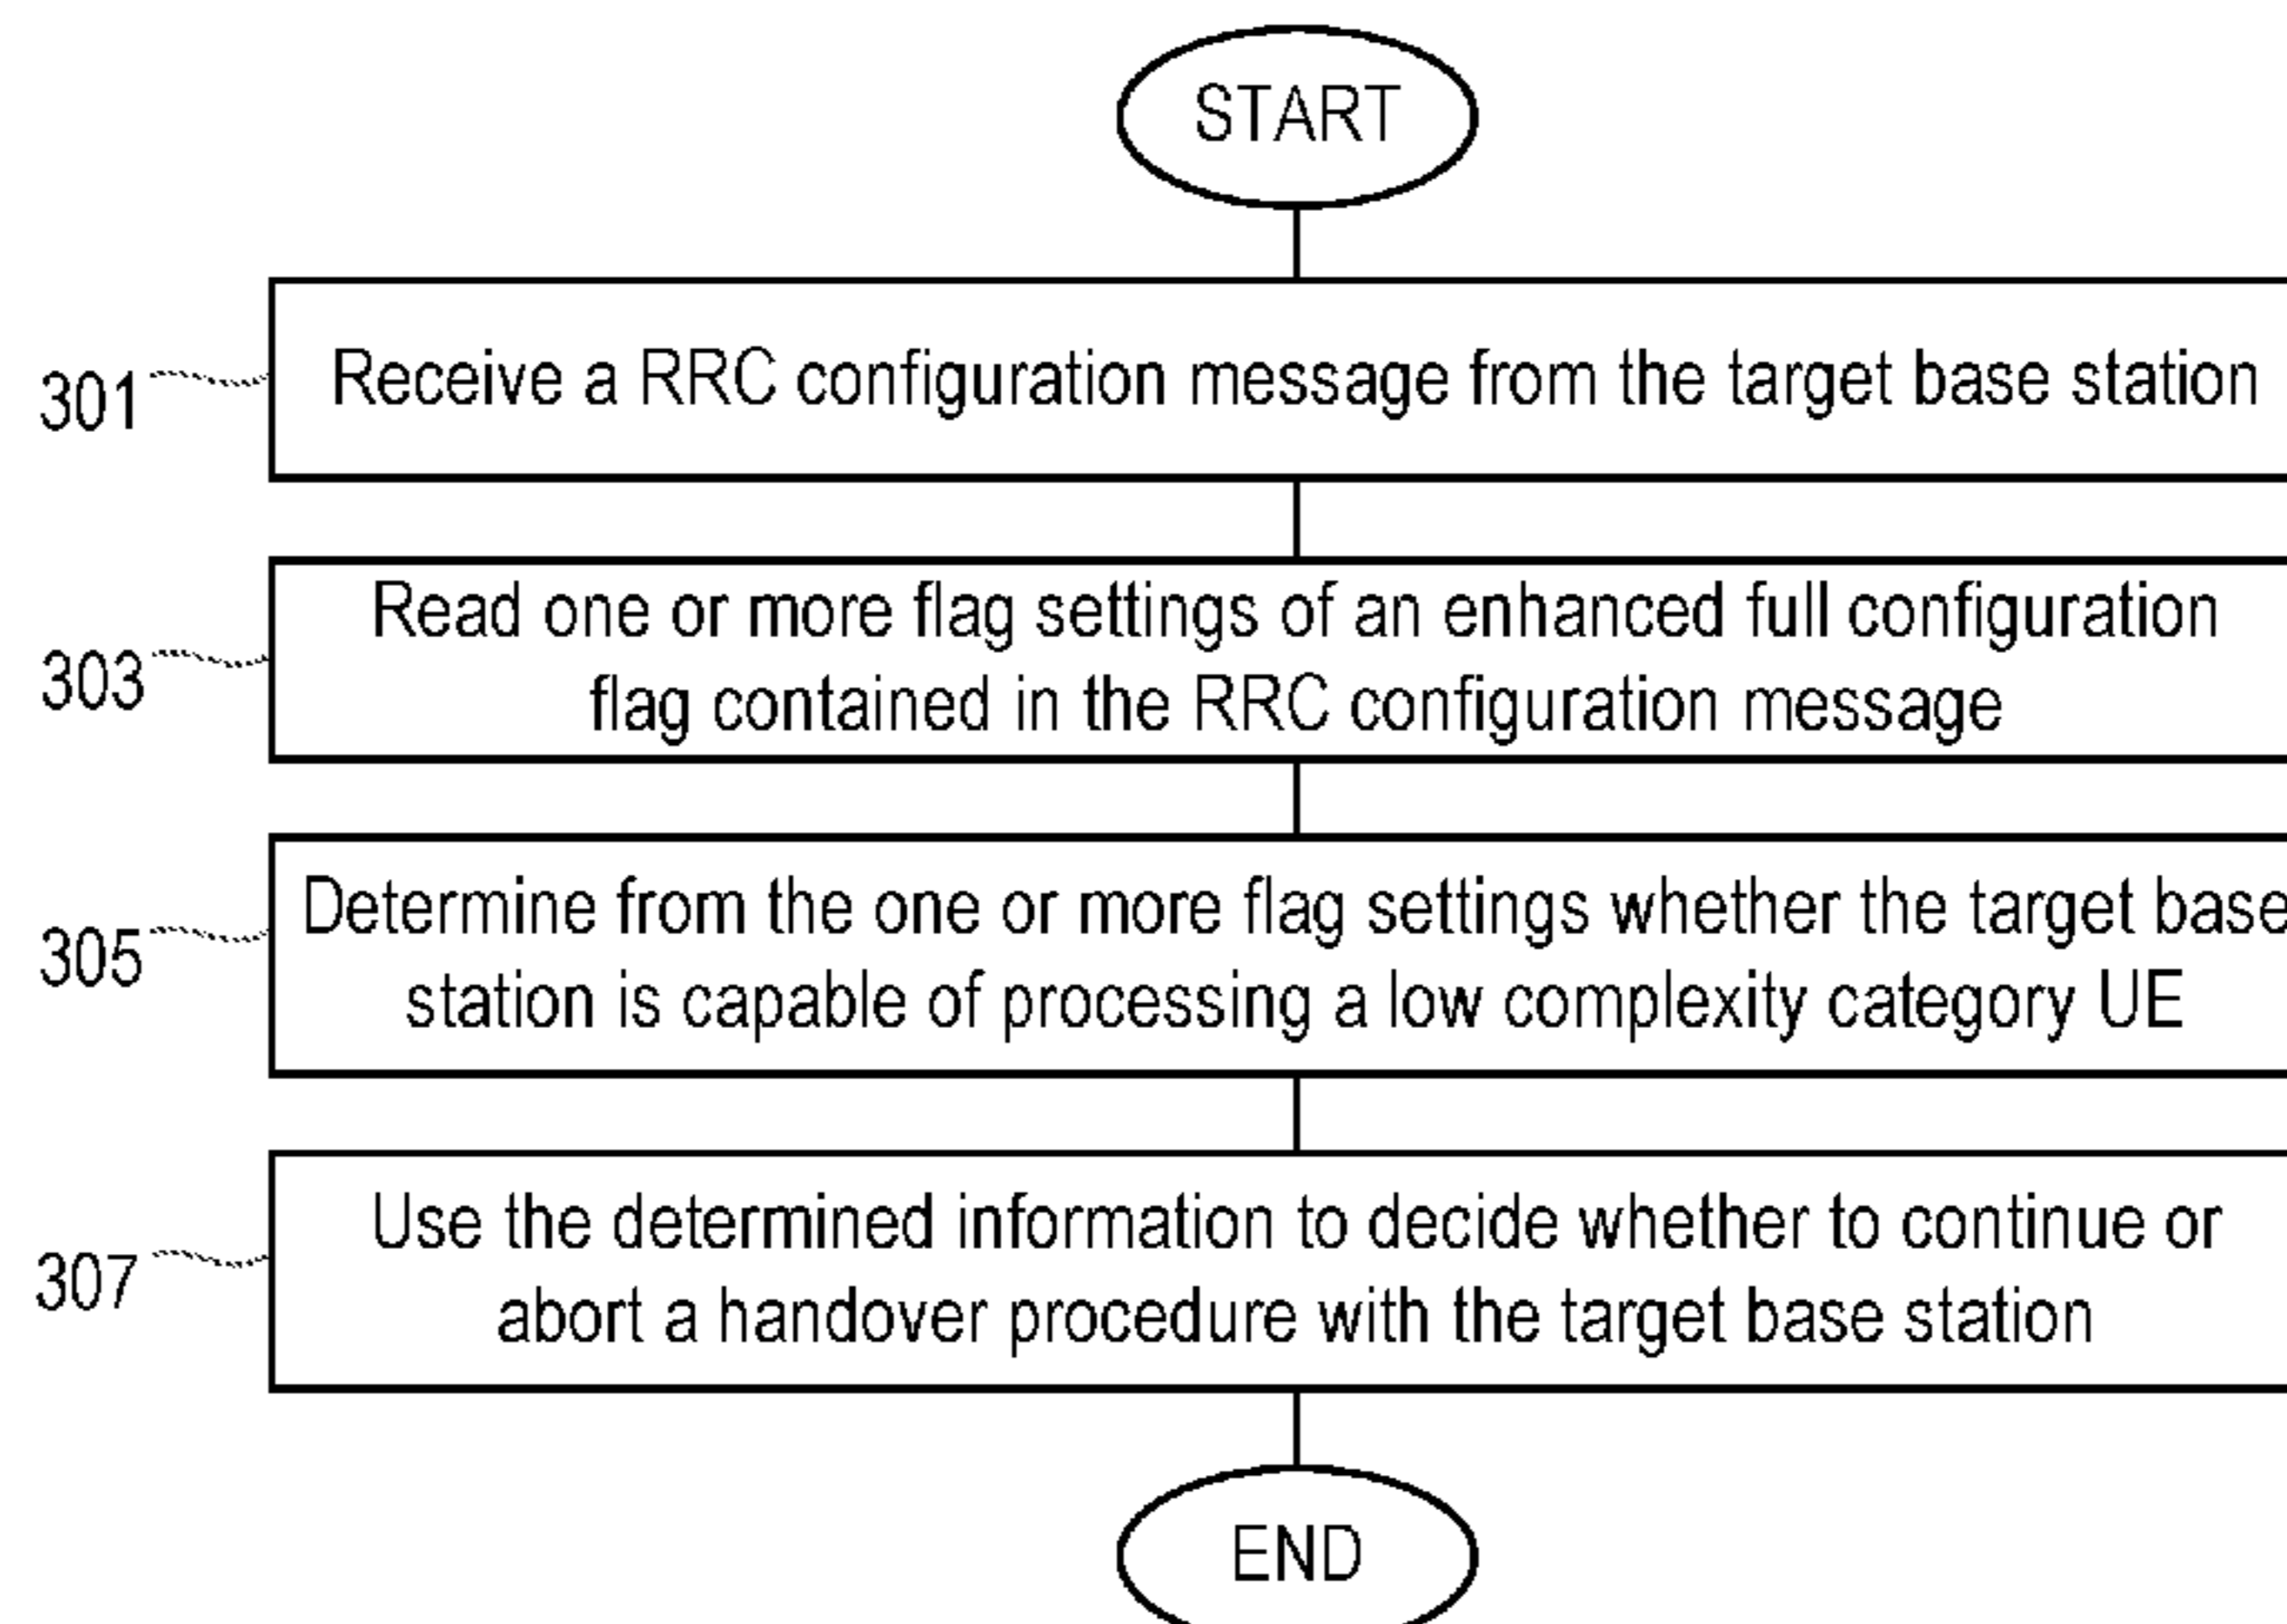 START
301
Receive a RRC configuration message from the target base station
303
Read one or more flag settings of an enhanced full configuration
flag contained in the RRC configuration message
305
Determine from the one or more flag settings whether the target base
station is capable of processing a low complexity category UE
307
Use the determined information to decide whether to continue or
abort a handover procedure with the target base station
END